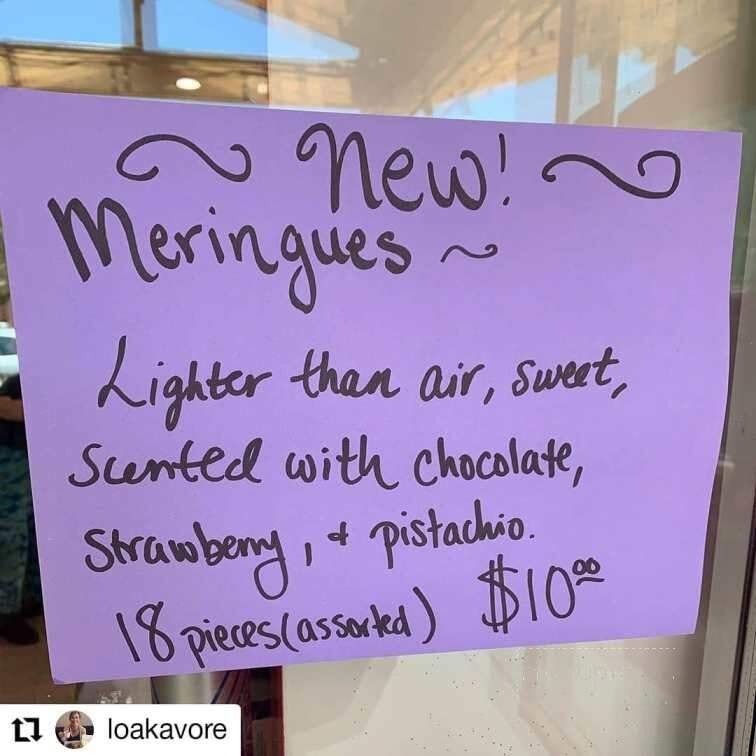 ~ New! ~
Meringues ~
Lighter than air, sweet,
Scented with chocolate,
Strawberry, & pistachio.
18 pieces (assorted) $10.00
loakavore